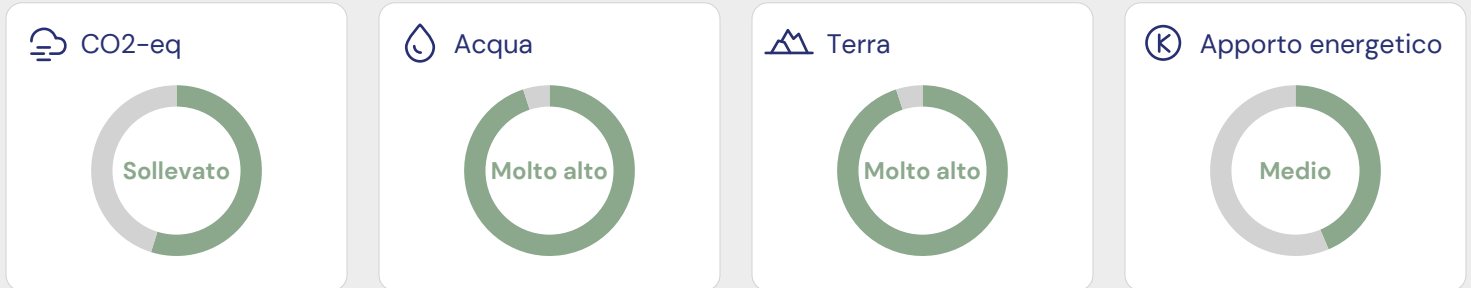 CO2-eq
Sollevato
Acqua
Molto alto
Terra
Molto alto
Apporto energetico
Medio